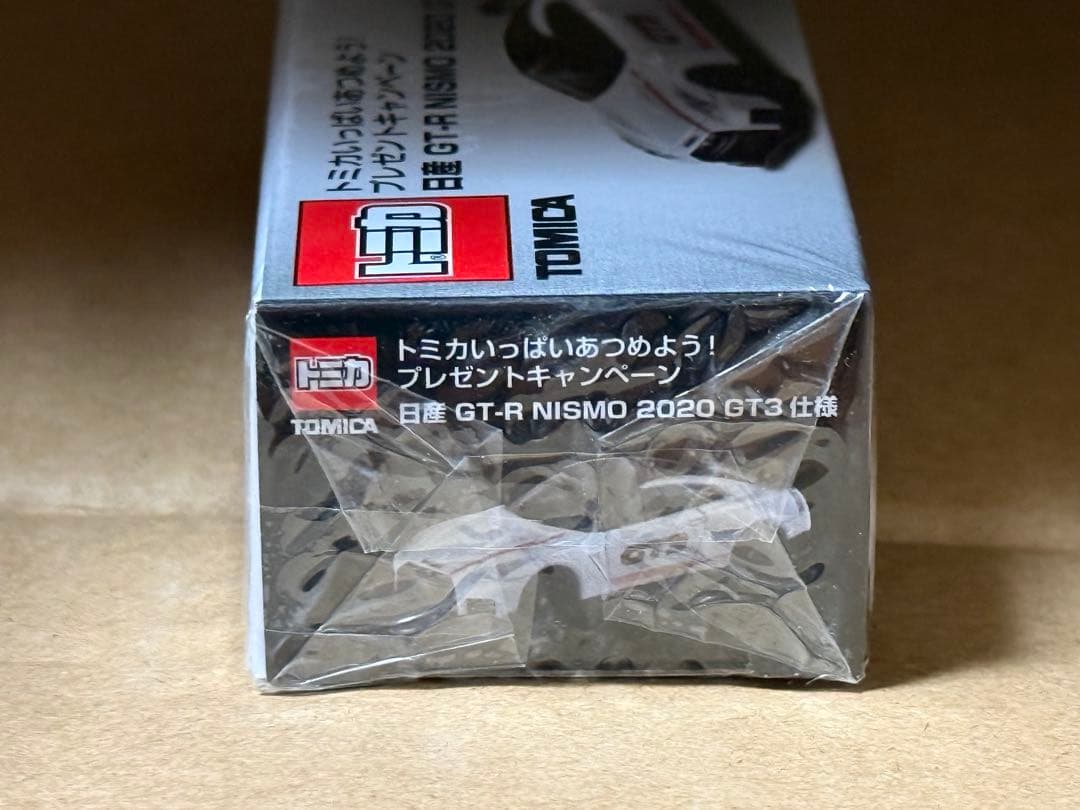 トミカいっぱいあつめよう!
プレゼントキャンペーン
日産 GT-R NISMO 2020 G
トミカ
TOMICA
トミカ
TOMICA
トミカいっぱいあつめよう!
プレゼントキャンペーン
日産 GT-R NISMO 2020 GT3 仕様